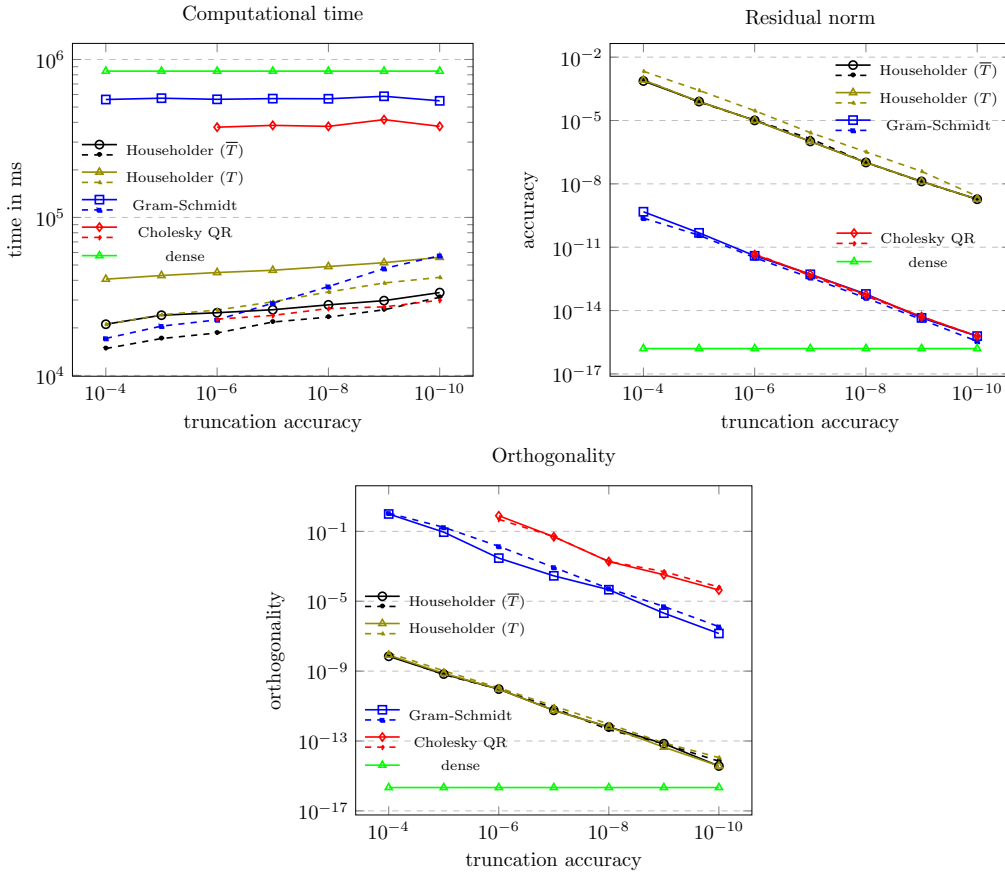 Computational time
10^6
10^5
10^4
time in ms
Householder (T̅)
Householder (T)
Gram-Schmidt
Cholesky QR
dense
10^−4
10^−6
10^−8
10^−10
truncation accuracy
Residual norm
10^−2
10^−5
10^−8
10^−11
10^−14
10^−17
accuracy
Householder (T̅)
Householder (T)
Gram-Schmidt
Cholesky QR
dense
10^−4
10^−6
10^−8
10^−10
truncation accuracy
Orthogonality
10^−1
10^−5
10^−9
10^−13
10^−17
orthogonality
Householder (T̅)
Householder (T)
Gram-Schmidt
Cholesky QR
dense
10^−4
10^−6
10^−8
10^−10
truncation accuracy